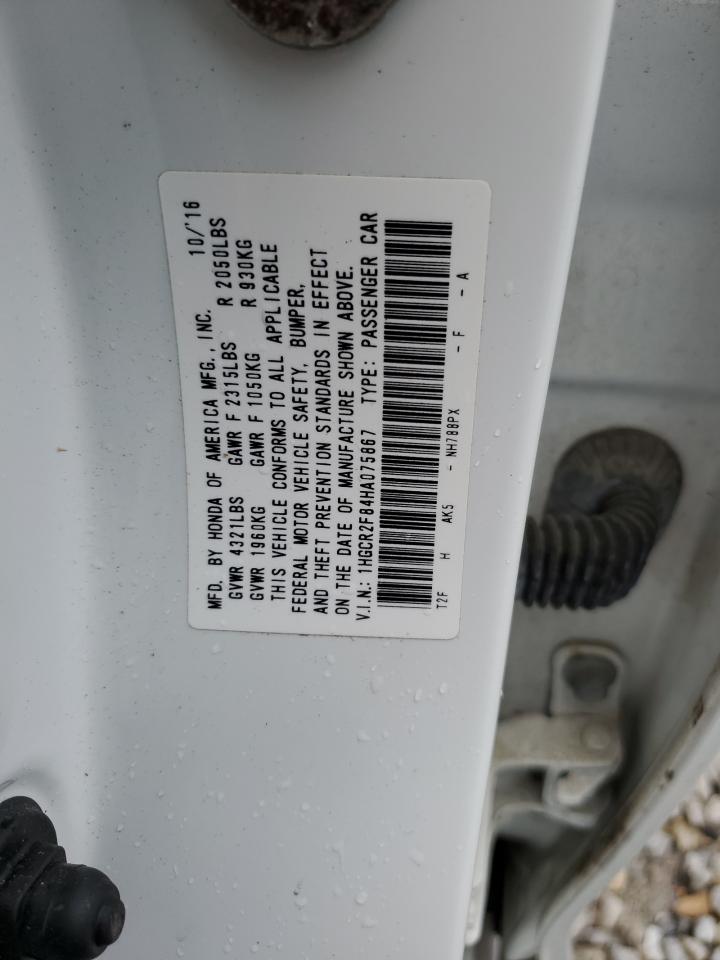 MFD. BY HONDA OF AMERICA MFG., INC. 10/'16
GVWR 4321LBS GAWR F 2315LBS R 2050LBS
GVWR 1960KG GAWR F 1050KG R 930KG
THIS VEHICLE CONFORMS TO ALL APPLICABLE
FEDERAL MOTOR VEHICLE SAFETY, BUMPER,
AND THEFT PREVENTION STANDARDS IN EFFECT
ON THE DATE OF MANUFACTURE SHOWN ABOVE.
V.I.N.: 1HGCR2F84HA075867 TYPE: PASSENGER CAR
T2F H AK5 - NH788PX - F - A